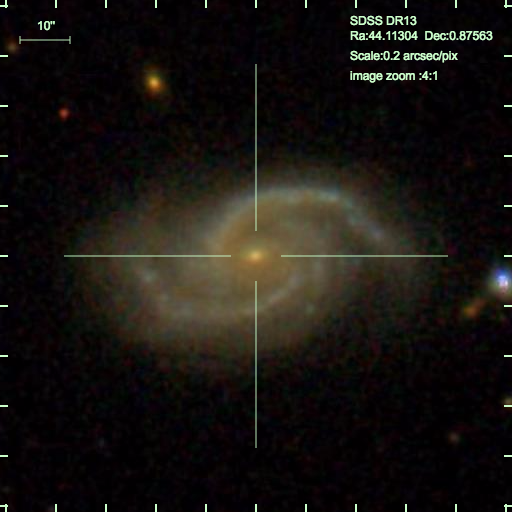 10"
SDSS DR13
Ra:44.11304 Dec:0.87563
Scale:0.2 arcsec/pix
image zoom :4:1